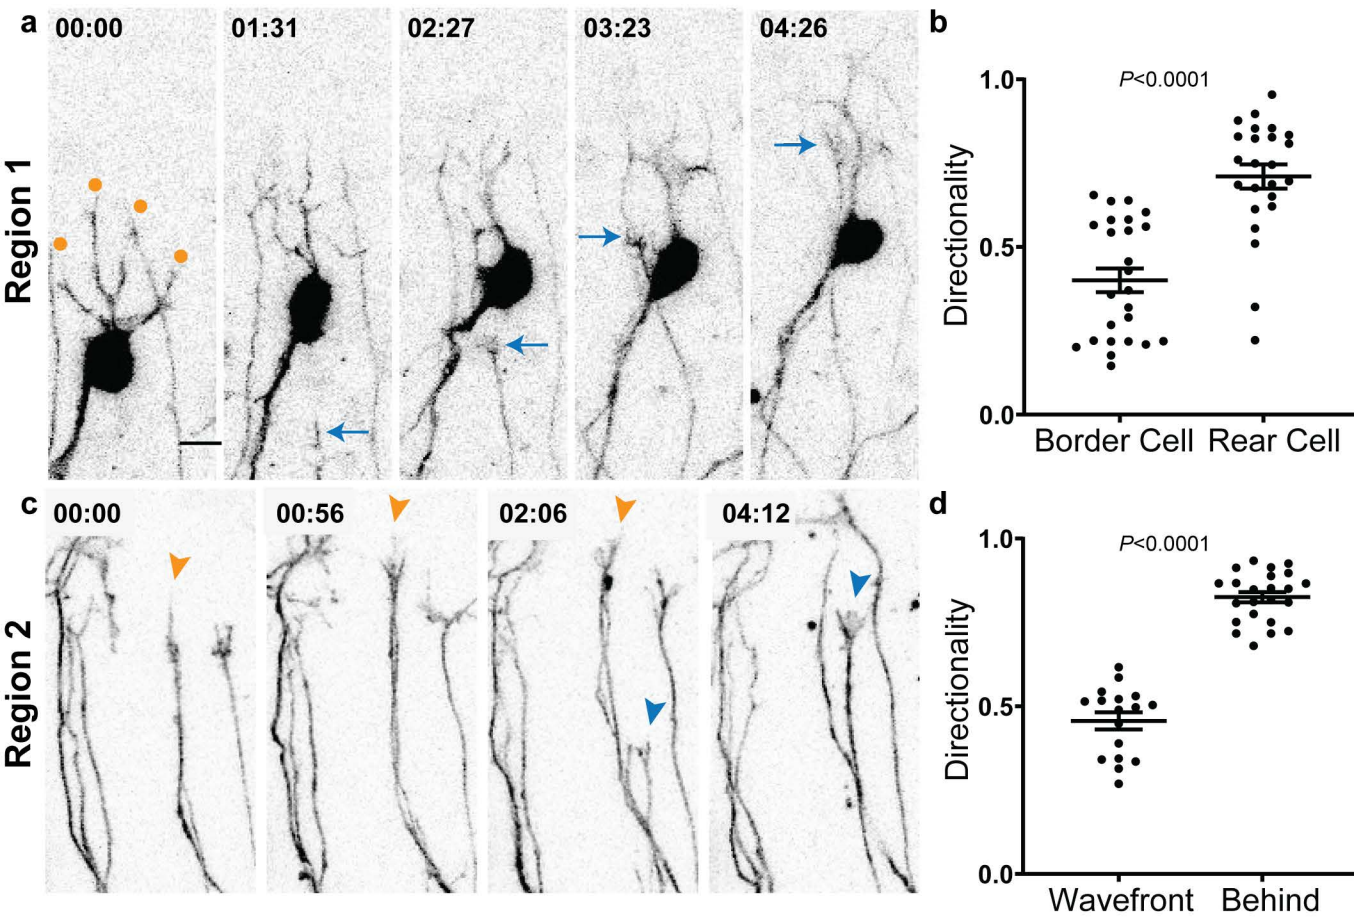 a
00:00
01:31
02:27
03:23
04:26
Region 1
b
P<0.0001
1.0
0.5
0.0
Directionality
Border Cell
Rear Cell
c
00:00
00:56
02:06
04:12
Region 2
d
P<0.0001
1.0
0.5
0.0
Directionality
Wavefront
Behind